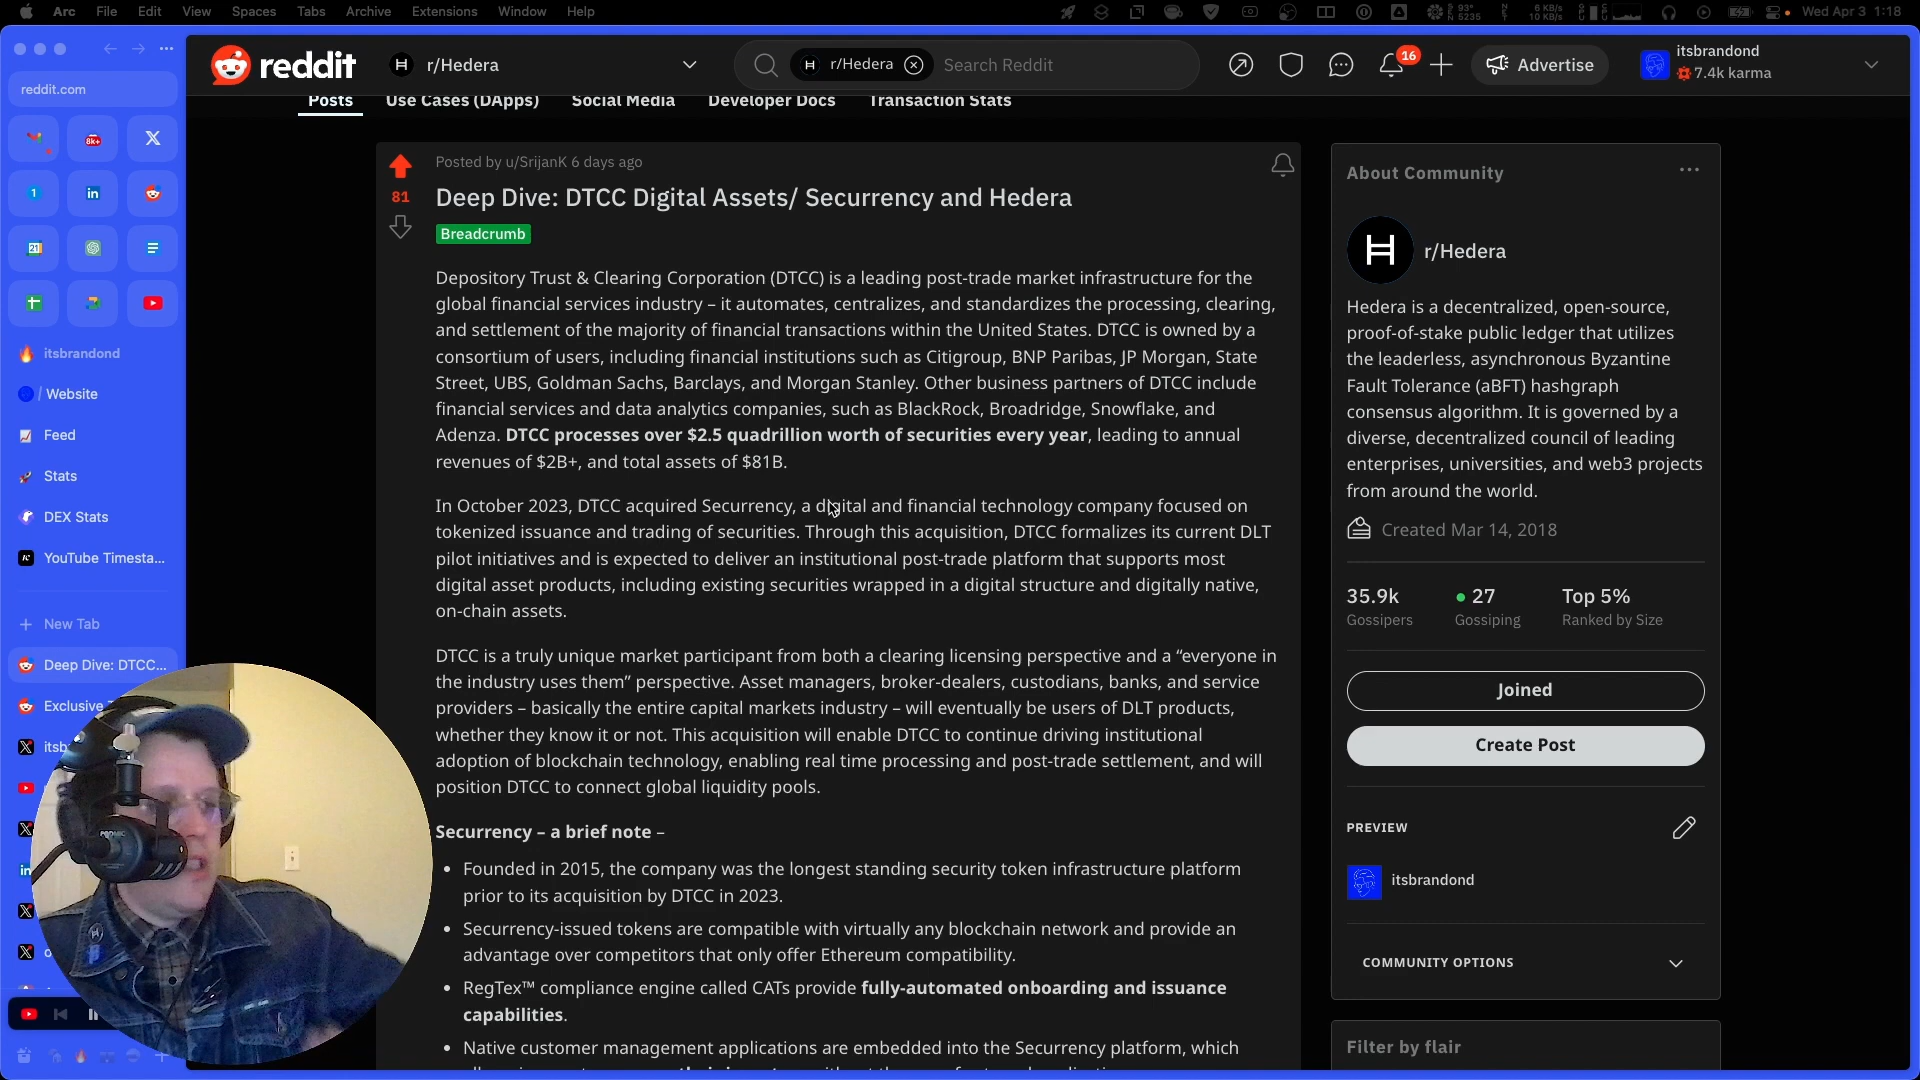 Arc File Edit View Spaces Tabs Archive Extensions Window Help
93°
5235
6 KB/s
10 KB/s
Wed Apr 3 1:18
reddit.com
reddit
r/Hedera
r/Hedera
Search Reddit
16
Advertise
itsbrandond
7.4k karma
Posts
Use Cases (DApps)
Social Media
Developer Docs
Transaction Stats
8k+
1
in
21
itsbrandond
/ Website
Feed
Stats
DEX Stats
YouTube Timesta...
New Tab
Deep Dive: DTCC...
Exclusive
itsb
81
Posted by u/SrijanK 6 days ago
Deep Dive: DTCC Digital Assets/ Securrency and Hedera
Breadcrumb
Depository Trust & Clearing Corporation (DTCC) is a leading post-trade market infrastructure for the
global financial services industry – it automates, centralizes, and standardizes the processing, clearing,
and settlement of the majority of financial transactions within the United States. DTCC is owned by a
consortium of users, including financial institutions such as Citigroup, BNP Paribas, JP Morgan, State
Street, UBS, Goldman Sachs, Barclays, and Morgan Stanley. Other business partners of DTCC include
financial services and data analytics companies, such as BlackRock, Broadridge, Snowflake, and
Adenza. DTCC processes over $2.5 quadrillion worth of securities every year, leading to annual
revenues of $2B+, and total assets of $81B.
In October 2023, DTCC acquired Securrency, a digital and financial technology company focused on
tokenized issuance and trading of securities. Through this acquisition, DTCC formalizes its current DLT
pilot initiatives and is expected to deliver an institutional post-trade platform that supports most
digital asset products, including existing securities wrapped in a digital structure and digitally native,
on-chain assets.
DTCC is a truly unique market participant from both a clearing licensing perspective and a “everyone in
the industry uses them” perspective. Asset managers, broker-dealers, custodians, banks, and service
providers – basically the entire capital markets industry – will eventually be users of DLT products,
whether they know it or not. This acquisition will enable DTCC to continue driving institutional
adoption of blockchain technology, enabling real time processing and post-trade settlement, and will
position DTCC to connect global liquidity pools.
Securrency – a brief note –
• Founded in 2015, the company was the longest standing security token infrastructure platform
prior to its acquisition by DTCC in 2023.
• Securrency-issued tokens are compatible with virtually any blockchain network and provide an
advantage over competitors that only offer Ethereum compatibility.
• RegTex™ compliance engine called CATs provide fully-automated onboarding and issuance
capabilities.
• Native customer management applications are embedded into the Securrency platform, which
About Community
r/Hedera
Hedera is a decentralized, open-source,
proof-of-stake public ledger that utilizes
the leaderless, asynchronous Byzantine
Fault Tolerance (aBFT) hashgraph
consensus algorithm. It is governed by a
diverse, decentralized council of leading
enterprises, universities, and web3 projects
from around the world.
Created Mar 14, 2018
35.9k 27 Top 5%
Gossipers Gossiping Ranked by Size
Joined
Create Post
PREVIEW
itsbrandond
COMMUNITY OPTIONS
Filter by flair